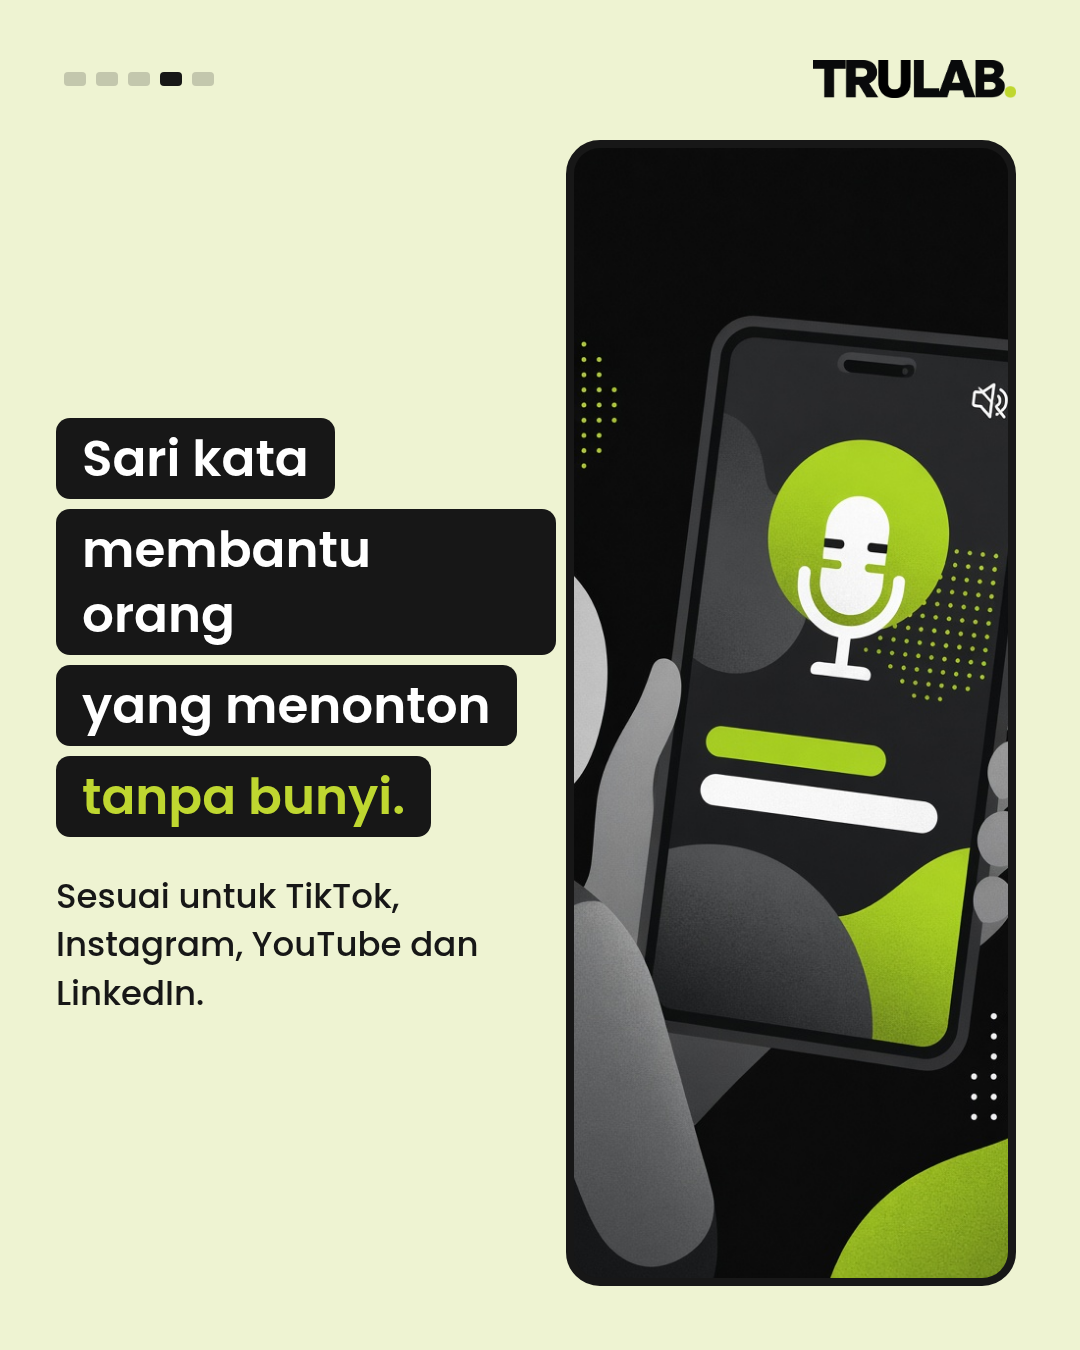 TRULAB.
Sari kata
membantu
orang
yang menonton
tanpa bunyi.
Sesuai untuk TikTok,
Instagram, YouTube dan
LinkedIn.